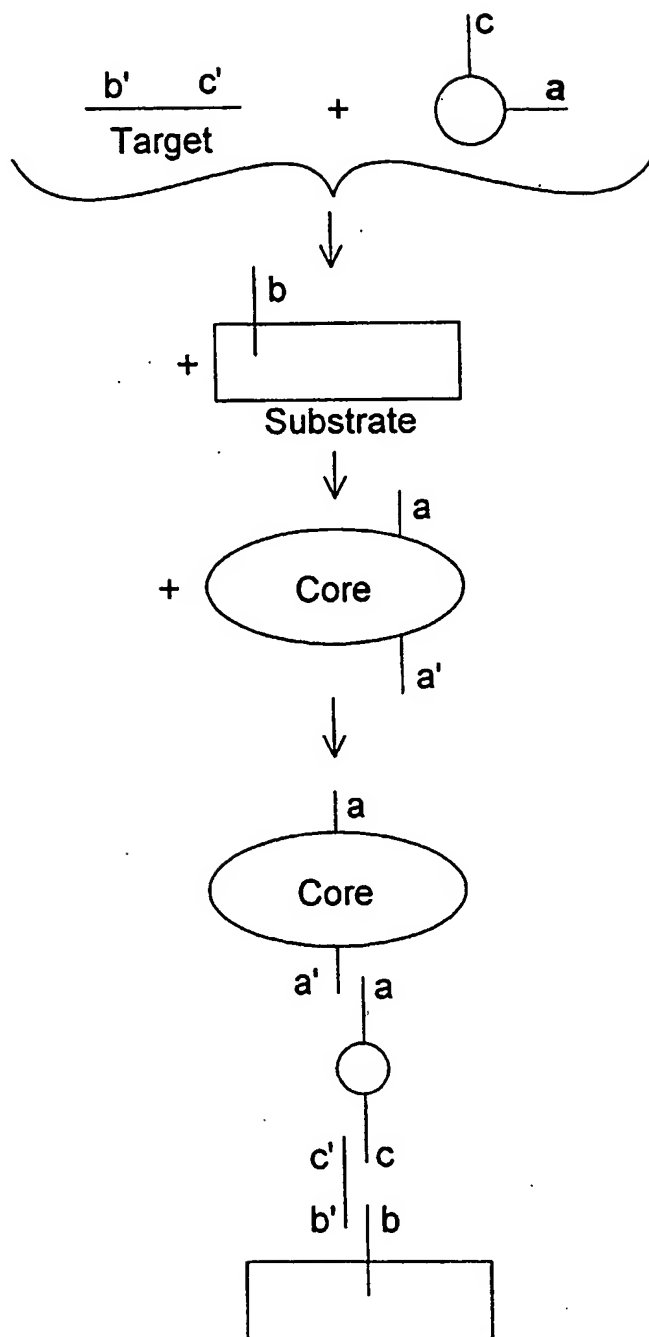 c
b' c' + a
Target
b
+
Substrate
a
+ Core
a'
a
Core
a' a
c' c
b' b